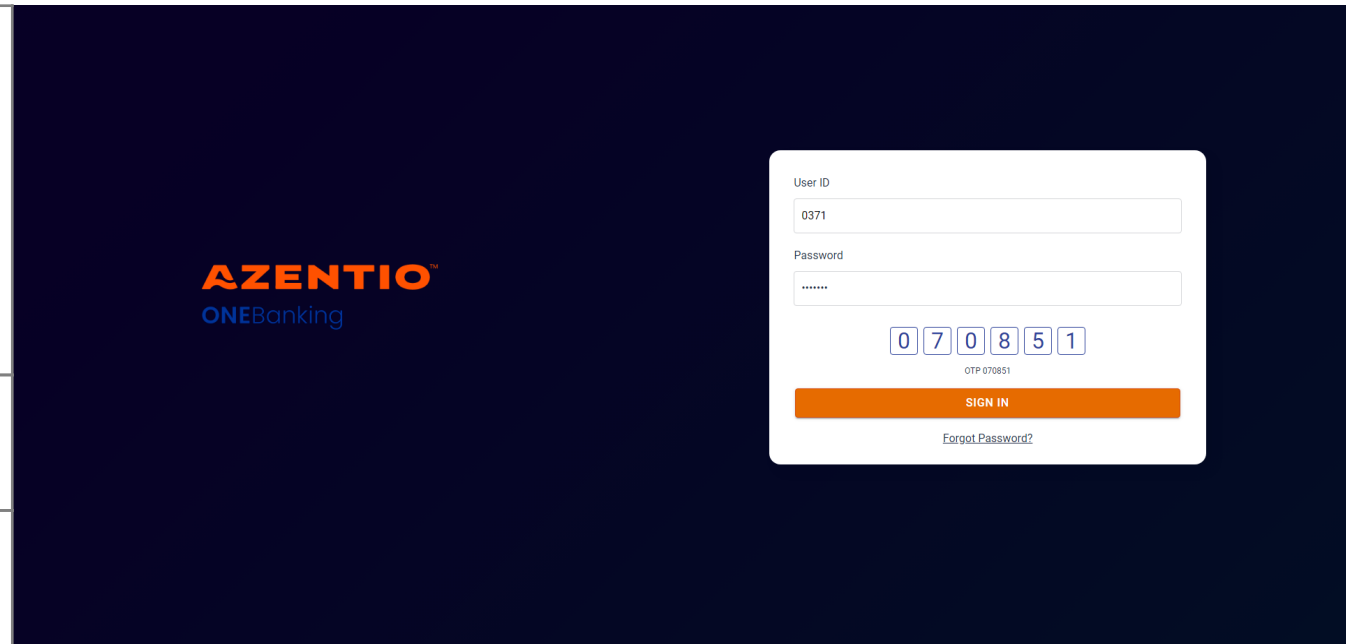 AZENTIO™
ONEBanking
User ID
0371
Password
•••••••
0 7 0 8 5 1
OTP 070851
SIGN IN
Forgot Password?